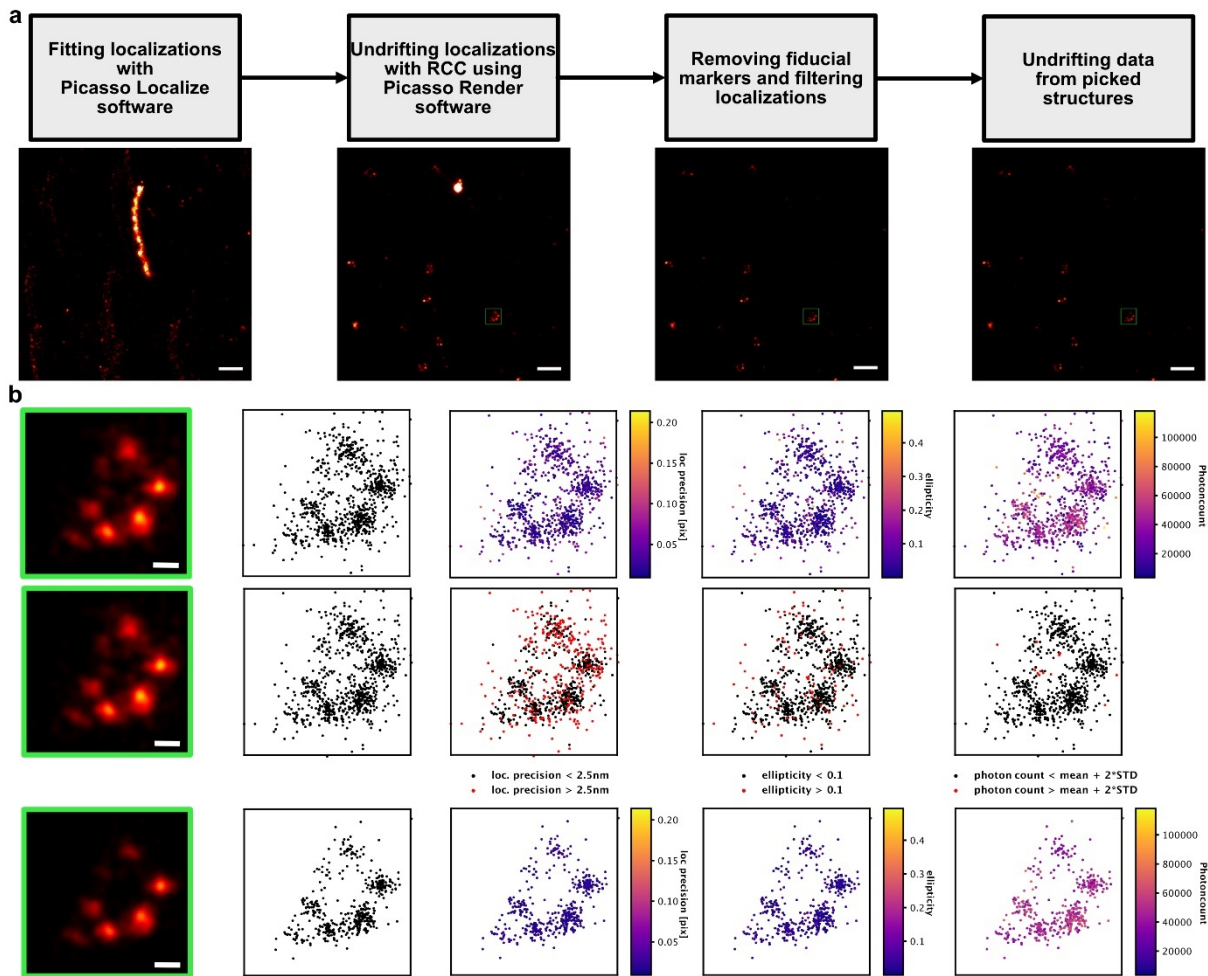 a
Fitting localizations
with
Picasso Localize
software
Undrifting localizations
with RCC using
Picasso Render
software
Removing fiducial
markers and filtering
localizations
Undrifting data
from picked
structures
b
0.20
0.15
0.10
0.05
loc precision [pix]
0.4
0.3
0.2
0.1
ellipticity
100000
80000
60000
40000
20000
Photoncount
loc. precision < 2.5nm
loc. precision > 2.5nm
ellipticity < 0.1
ellipticity > 0.1
photon count < mean + 2*STD
photon count > mean + 2*STD
0.20
0.15
0.10
0.05
loc precision [pix]
0.4
0.3
0.2
0.1
ellipticity
100000
80000
60000
40000
20000
Photoncount